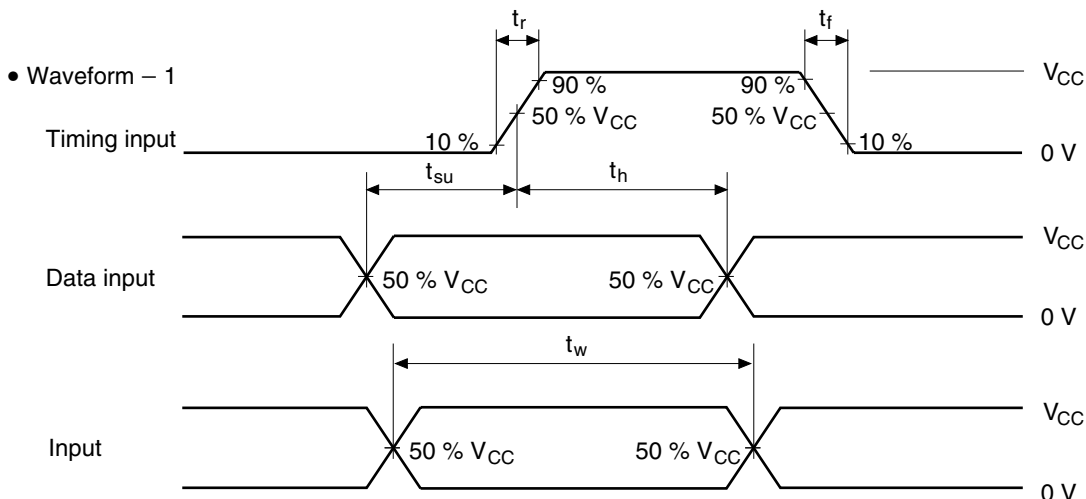 tr
tf
• Waveform – 1
VCC
90 %
90 %
50 % VCC
50 % VCC
Timing input
10 %
10 %
0 V
tsu
th
VCC
Data input
50 % VCC
50 % VCC
0 V
tw
VCC
Input
50 % VCC
50 % VCC
0 V